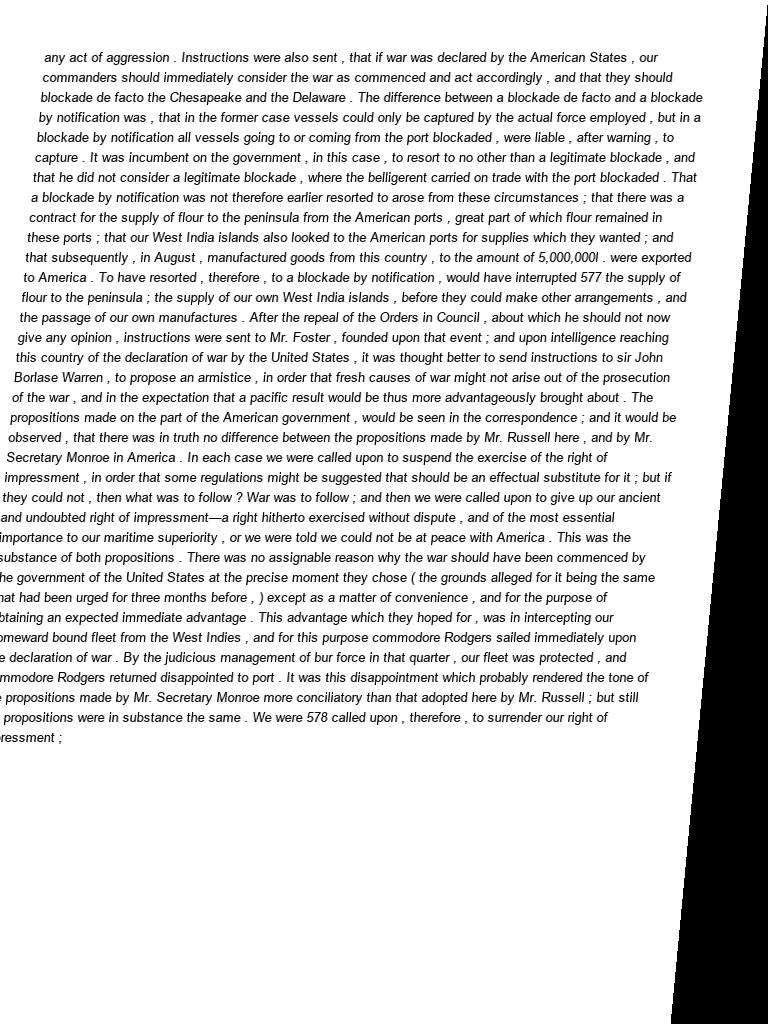 any act of aggression . Instructions were also sent , that if war was declared by the American States , our
commanders should immediately consider the war as commenced and act accordingly , and that they should
blockade de facto the Chesapeake and the Delaware . The difference between a blockade de facto and a blockade
by notification was , that in the former case vessels could only be captured by the actual force employed , but in a
blockade by notification all vessels going to or coming from the port blockaded , were liable , after warning , to
capture . It was incumbent on the government , in this case , to resort to no other than a legitimate blockade , and
that he did not consider a legitimate blockade , where the belligerent carried on trade with the port blockaded . That
a blockade by notification was not therefore earlier resorted to arose from these circumstances ; that there was a
contract for the supply of flour to the peninsula from the American ports , great part of which flour remained in
these ports ; that our West India islands also looked to the American ports for supplies which they wanted ; and
that subsequently , in August , manufactured goods from this country , to the amount of 5,000,000l . were exported
to America . To have resorted , therefore , to a blockade by notification , would have interrupted 577 the supply of
flour to the peninsula ; the supply of our own West India islands , before they could make other arrangements , and
the passage of our own manufactures . After the repeal of the Orders in Council , about which he should not now
give any opinion , instructions were sent to Mr. Foster , founded upon that event ; and upon intelligence reaching
this country of the declaration of war by the United States , it was thought better to send instructions to sir John
Borlase Warren , to propose an armistice , in order that fresh causes of war might not arise out of the prosecution
of the war , and in the expectation that a pacific result would be thus more advantageously brought about . The
propositions made on the part of the American government , would be seen in the correspondence ; and it would be
observed , that there was in truth no difference between the propositions made by Mr. Russell here , and by Mr.
Secretary Monroe in America . In each case we were called upon to suspend the exercise of the right of
impressment , in order that some regulations might be suggested that should be an effectual substitute for it ; but if
they could not , then what was to follow ? War was to follow ; and then we were called upon to give up our ancient
and undoubted right of impressment—a right hitherto exercised without dispute , and of the most essential
importance to our maritime superiority , or we were told we could not be at peace with America . This was the
substance of both propositions . There was no assignable reason why the war should have been commenced by
he government of the United States at the precise moment they chose ( the grounds alleged for it being the same
hat had been urged for three months before , ) except as a matter of convenience , and for the purpose of
btaining an expected immediate advantage . This advantage which they hoped for , was in intercepting our
omeward bound fleet from the West Indies , and for this purpose commodore Rodgers sailed immediately upon
e declaration of war . By the judicious management of bur force in that quarter , our fleet was protected , and
mmodore Rodgers returned disappointed to port . It was this disappointment which probably rendered the tone of
propositions made by Mr. Secretary Monroe more conciliatory than that adopted here by Mr. Russell ; but still
propositions were in substance the same . We were 578 called upon , therefore , to surrender our right of
ressment ;